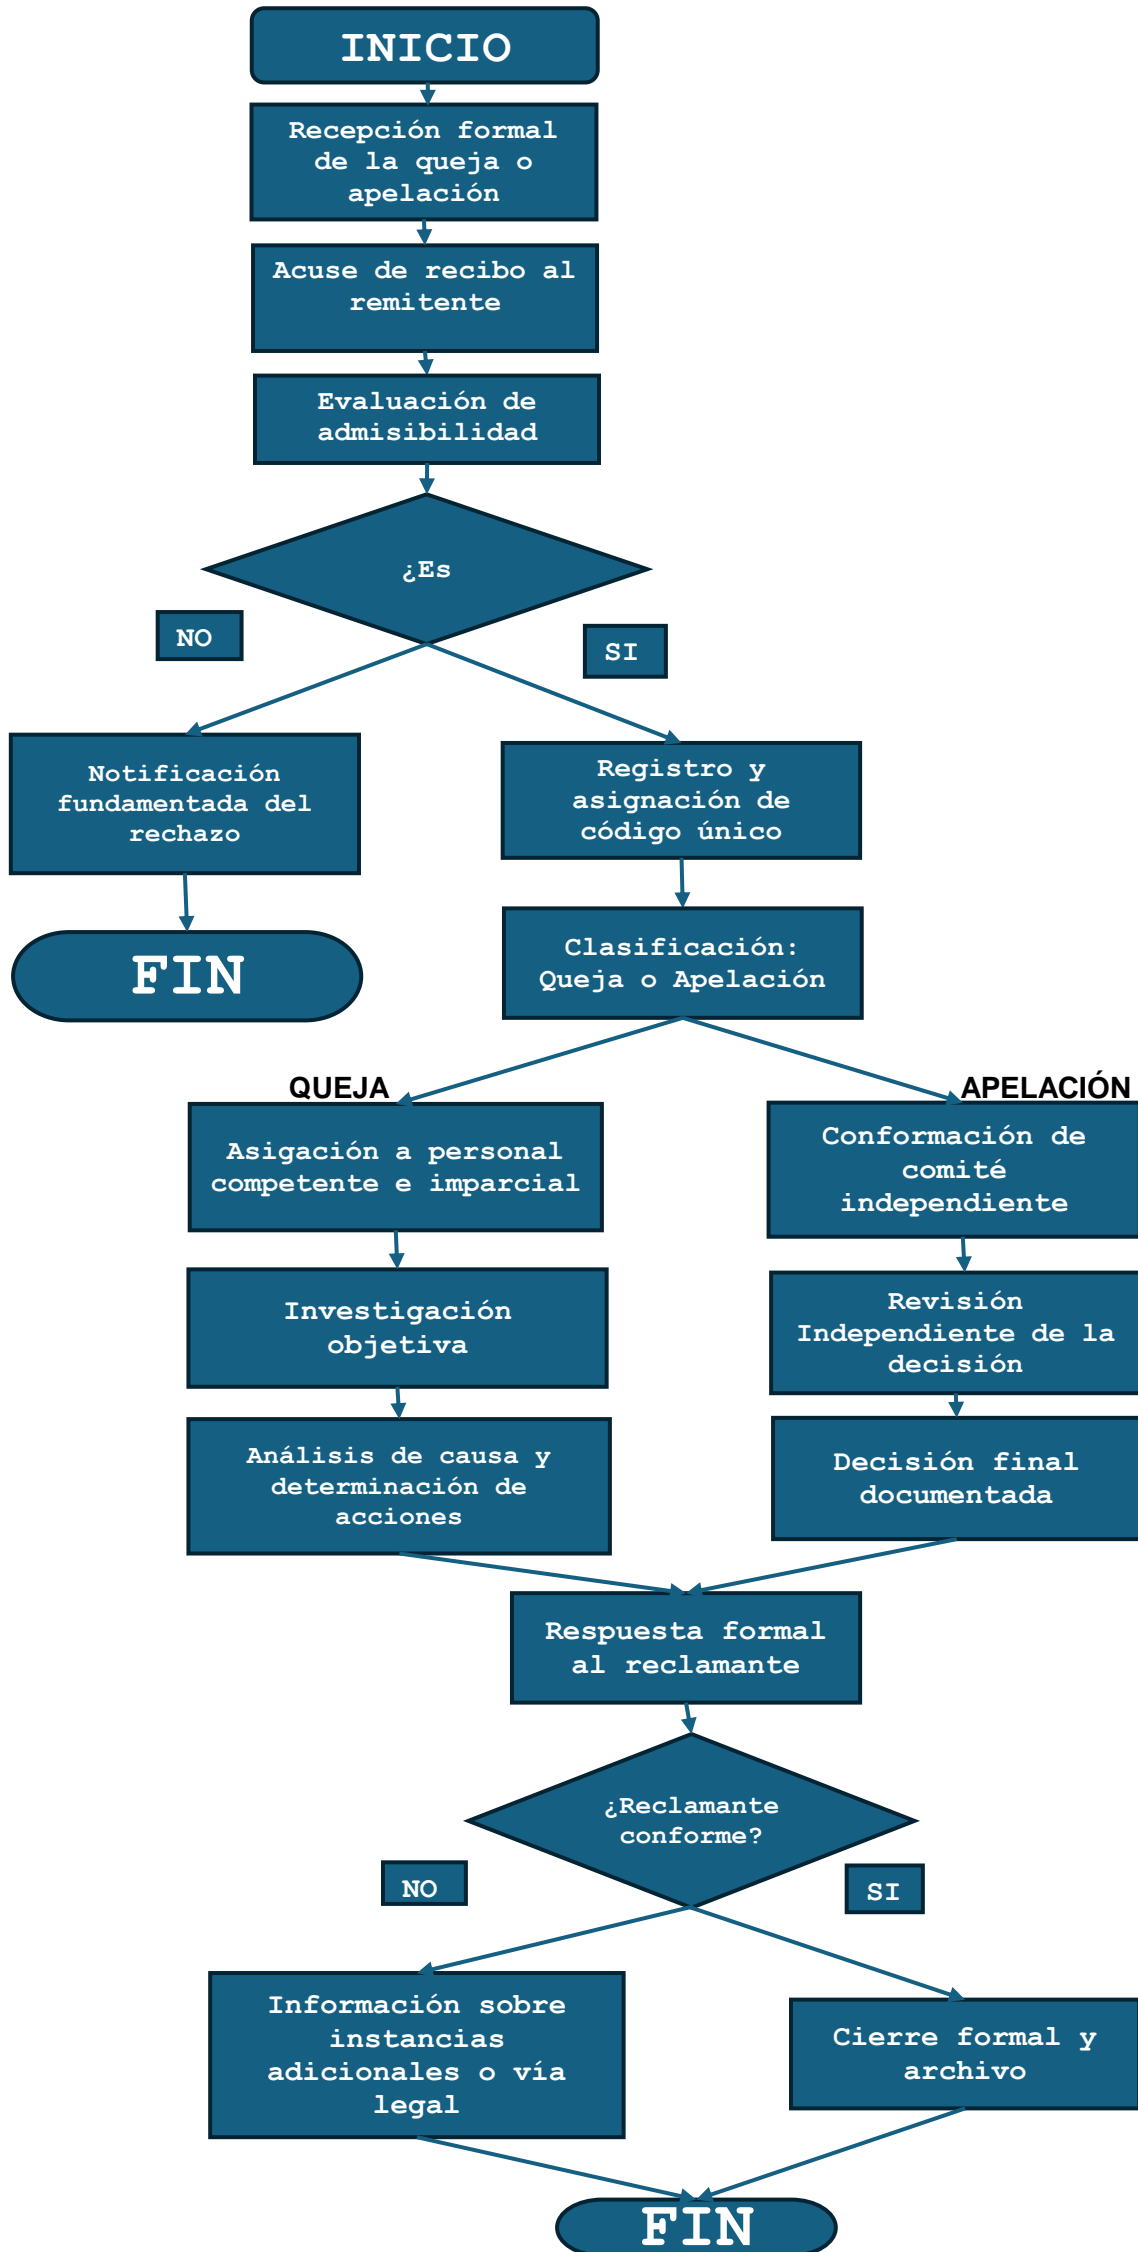 INICIO
Recepción formal
de la queja o
apelación
Acuse de recibo al
remitente
Evaluación de
admisibilidad
¿Es
NO
SI
Notificación
fundamentada del
rechazo
Registro y
asignación de
código único
FIN
Clasificación:
Queja o Apelación
QUEJA
APELACIÓN
Asigación a personal
competente e imparcial
Conformación de
comité
independiente
Investigación
objetiva
Revisión
Independiente de la
decisión
Análisis de causa y
determinación de
acciones
Decisión final
documentada
Respuesta formal
al reclamante
¿Reclamante
conforme?
NO
SI
Información sobre
instancias
adicionales o vía
legal
Cierre formal y
archivo
FIN